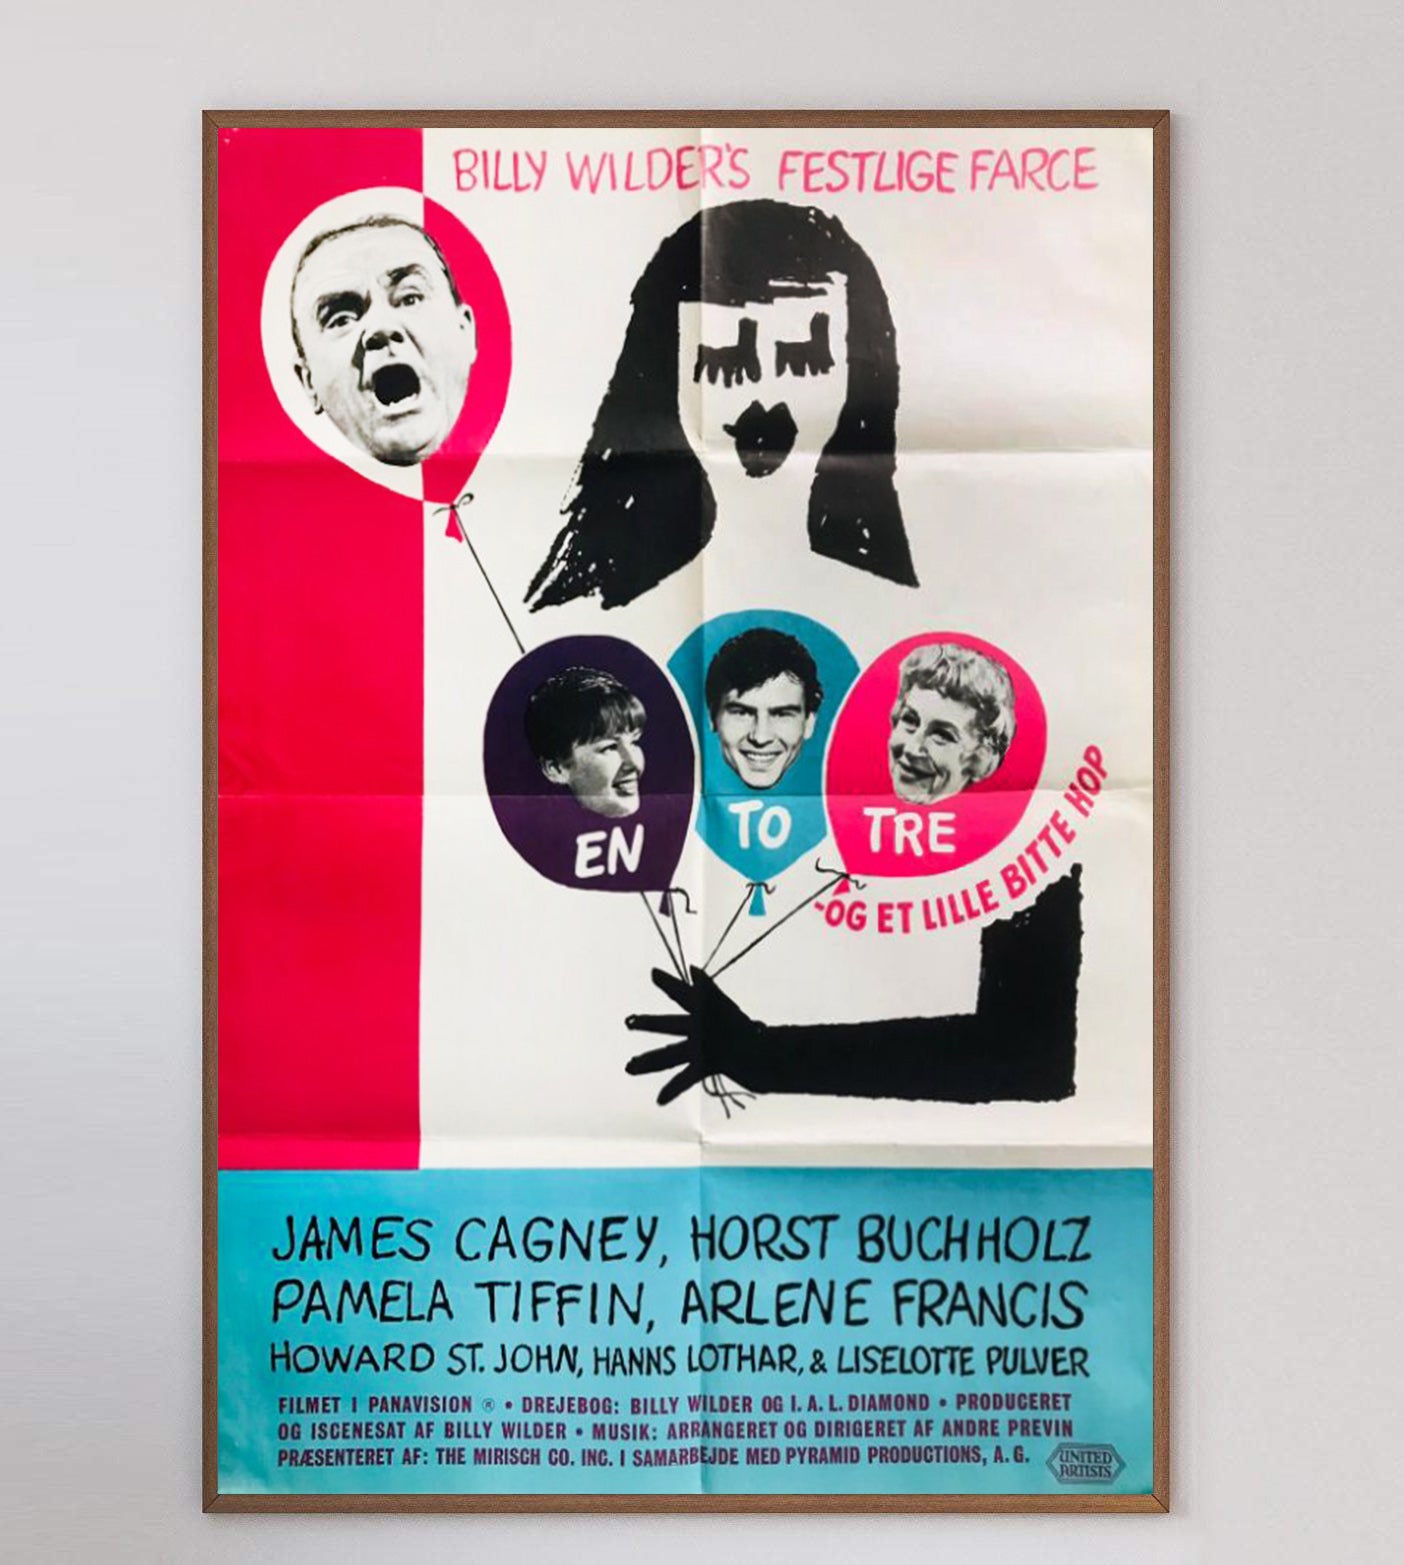 BILLY WILDER'S FESTLIGE FARCE
EN
TO
TRE
-OG ET LILLE BITTE HOP
JAMES CAGNEY, HORST BUCHHOLZ
PAMELA TIFFIN, ARLENE FRANCIS
HOWARD ST. JOHN, HANNS LOTHAR, & LISELOTTE PULVER
FILMET I PANAVISION ® • DREJEBOG: BILLY WILDER OG I. A. L. DIAMOND • PRODUCERET
OG ISCENESAT AF BILLY WILDER • MUSIK: ARRANGERET OG DIRIGERET AF ANDRE PREVIN
PRÆSENTERET AF: THE MIRISCH CO. INC. I SAMARBEJDE MED PYRAMID PRODUCTIONS, A. G.
UNITED
ARTISTS